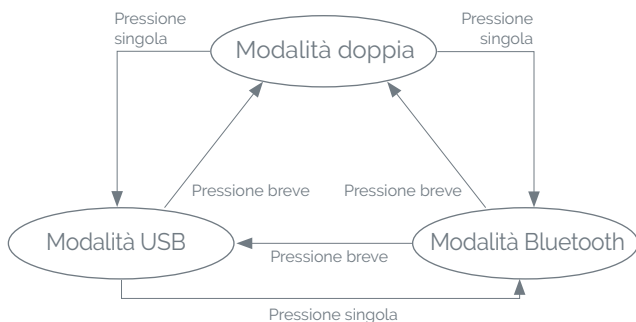 Pressione
singola
Modalità doppia
Pressione
singola
Pressione breve
Pressione breve
Modalità USB
Modalità Bluetooth
Pressione breve
Pressione singola